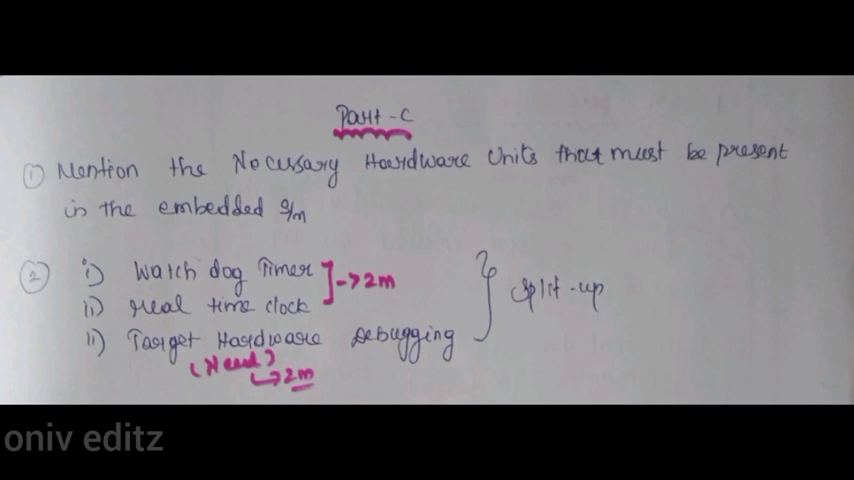 Part - C
① Mention the Necessary Hardware Units that must be present
in the embedded s/m
② i) Watch dog Timer
ii) real time clock
] -> 2m
ii) Target Hardware Debugging
(Need)
↳ 2m
} split-up
oniv editz